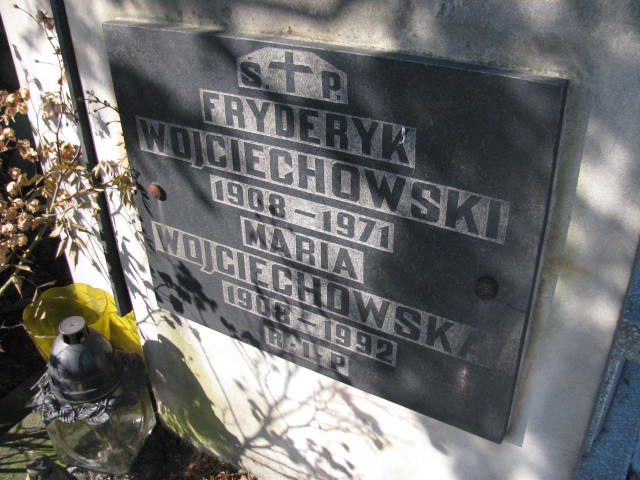 S. † P.
FRYDERYK
WOJCIECHOWSKI
1908 – 1971
MARIA
WOJCIECHOWSKA
1908 – 1992
R. I. P.